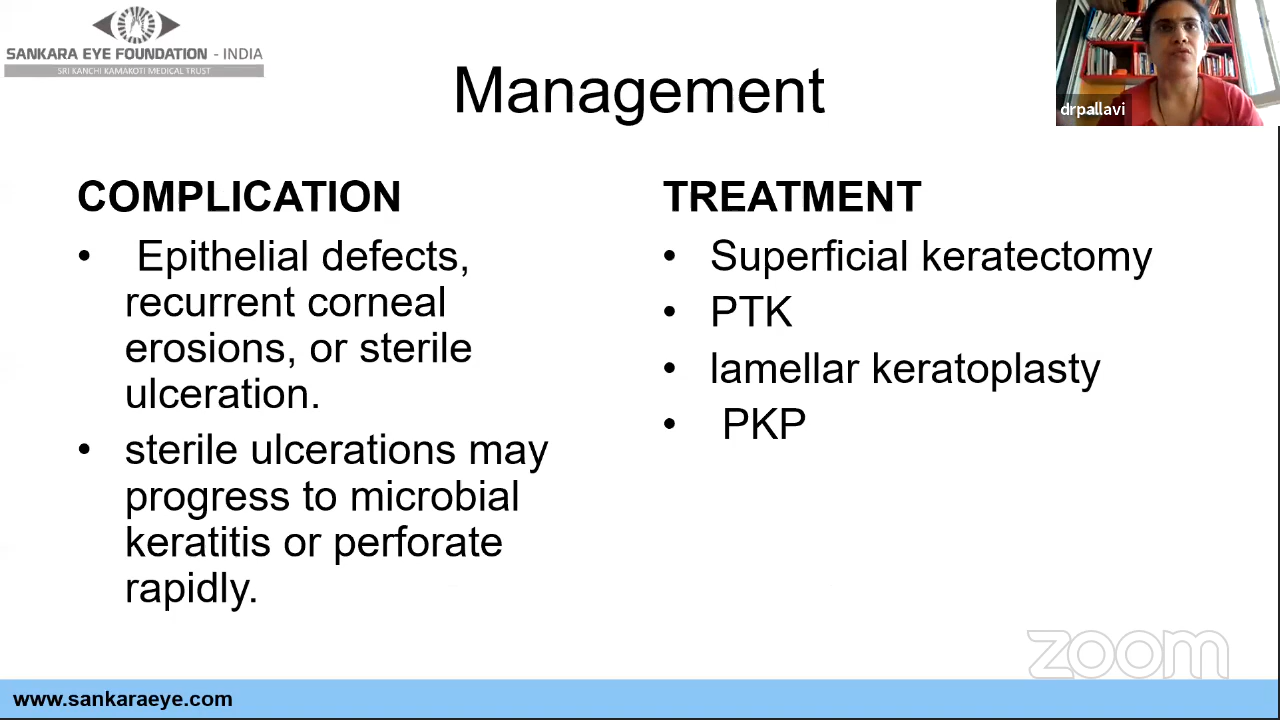 SANKARA EYE FOUNDATION - INDIA
SRI KANCHI KAMAKOTI MEDICAL TRUST
drpallavi
Management
COMPLICATION
• Epithelial defects,
recurrent corneal
erosions, or sterile
ulceration.
• sterile ulcerations may
progress to microbial
keratitis or perforate
rapidly.
TREATMENT
• Superficial keratectomy
• PTK
• lamellar keratoplasty
• PKP
zoom
www.sankaraeye.com